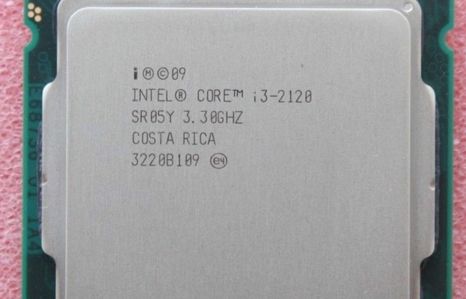 i Ⓜ©09
INTEL® CORE™ i3-2120
SR05Y 3.30GHZ
COSTA RICA
3220B109 e4